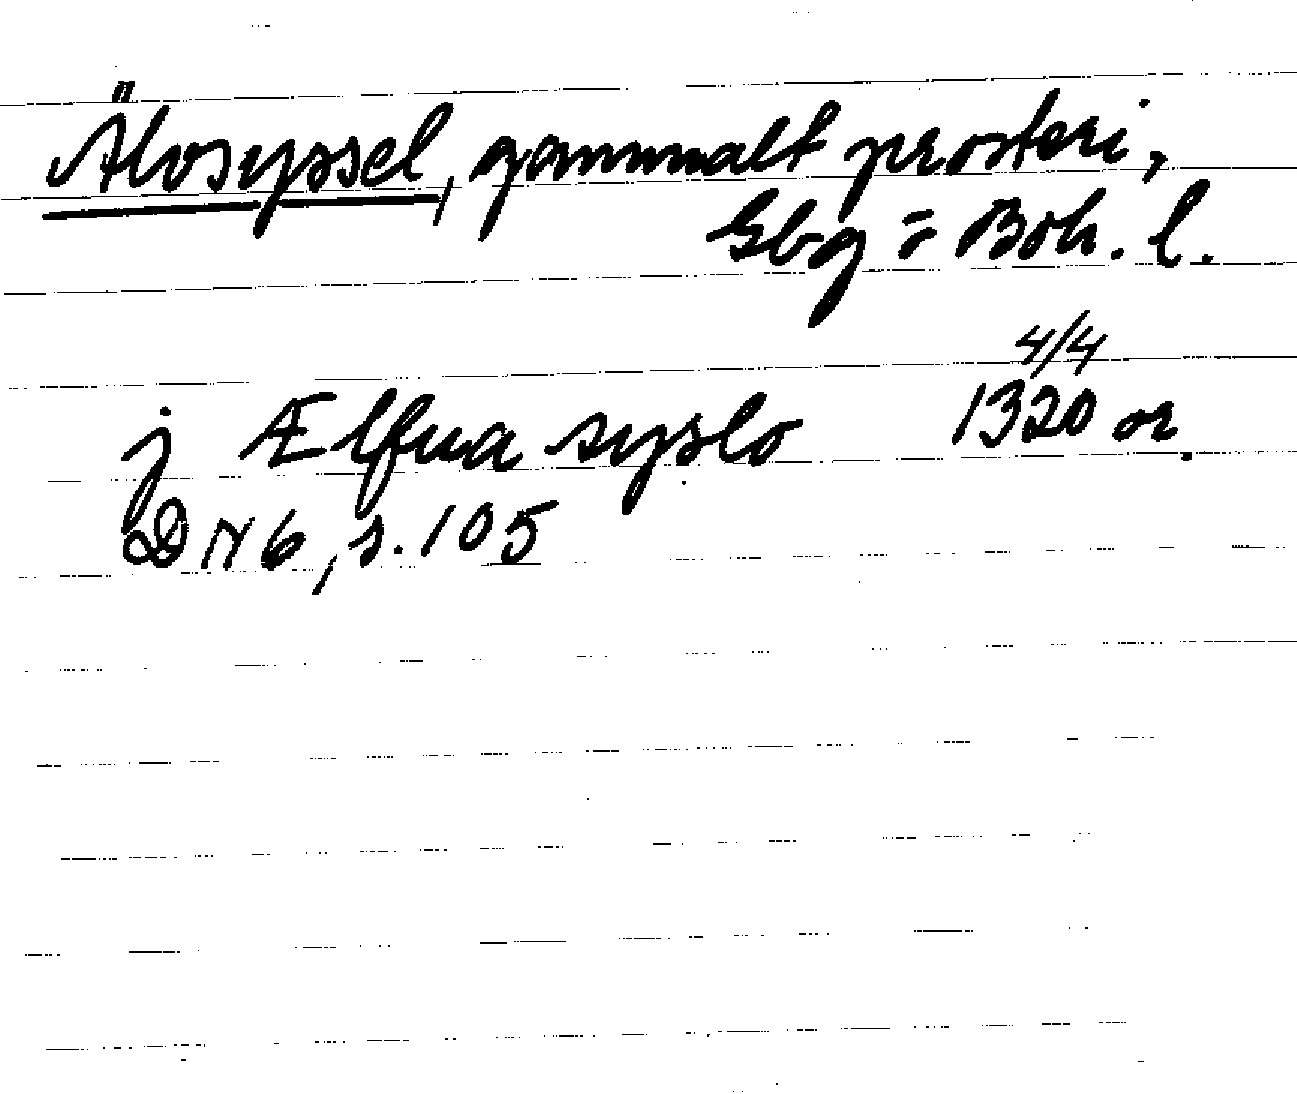 Älvsyssel, gammalt prosteri,
Gbg = Boh. l.
j Ælfua syslo 1320 4/4 or.
DN 6, s. 105